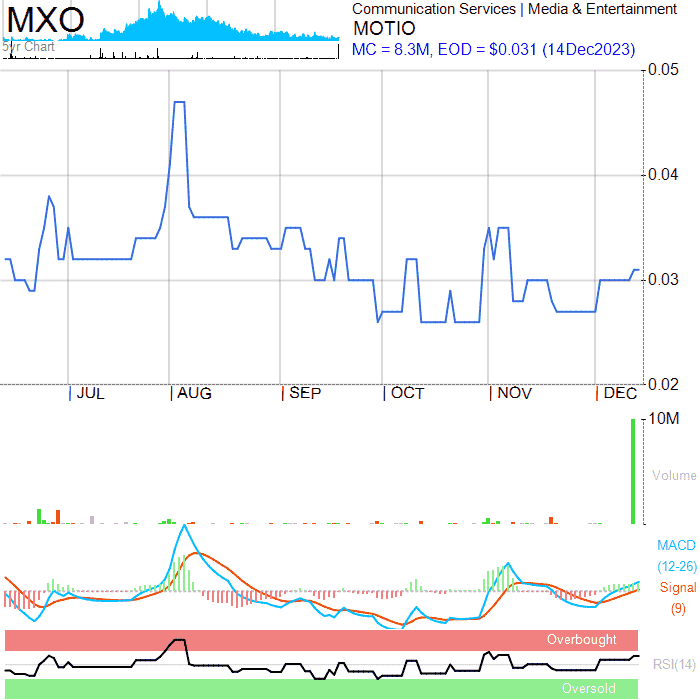 MXO
Communication Services | Media & Entertainment
MOTIO
5yr Chart
MC = 8.3M, EOD = $0.031 (14Dec2023)
0.05
0.04
0.03
0.02
JUL
AUG
SEP
OCT
NOV
DEC
10M
Volume
MACD
(12-26)
Signal
(9)
Overbought
RSI(14)
Oversold